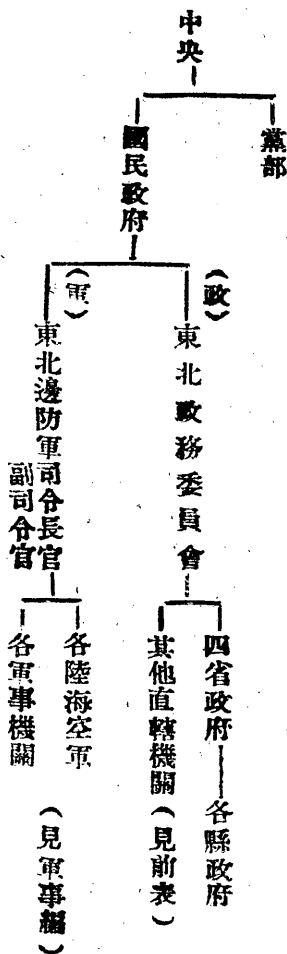 中央
黨部
國民政府
（政）
東北政務委員會
四省政府
各縣政府
其他直轄機關（見前表）
（軍）
東北邊防軍司令長官
副司令官
各陸海空軍
各軍事機關
（見軍事編）